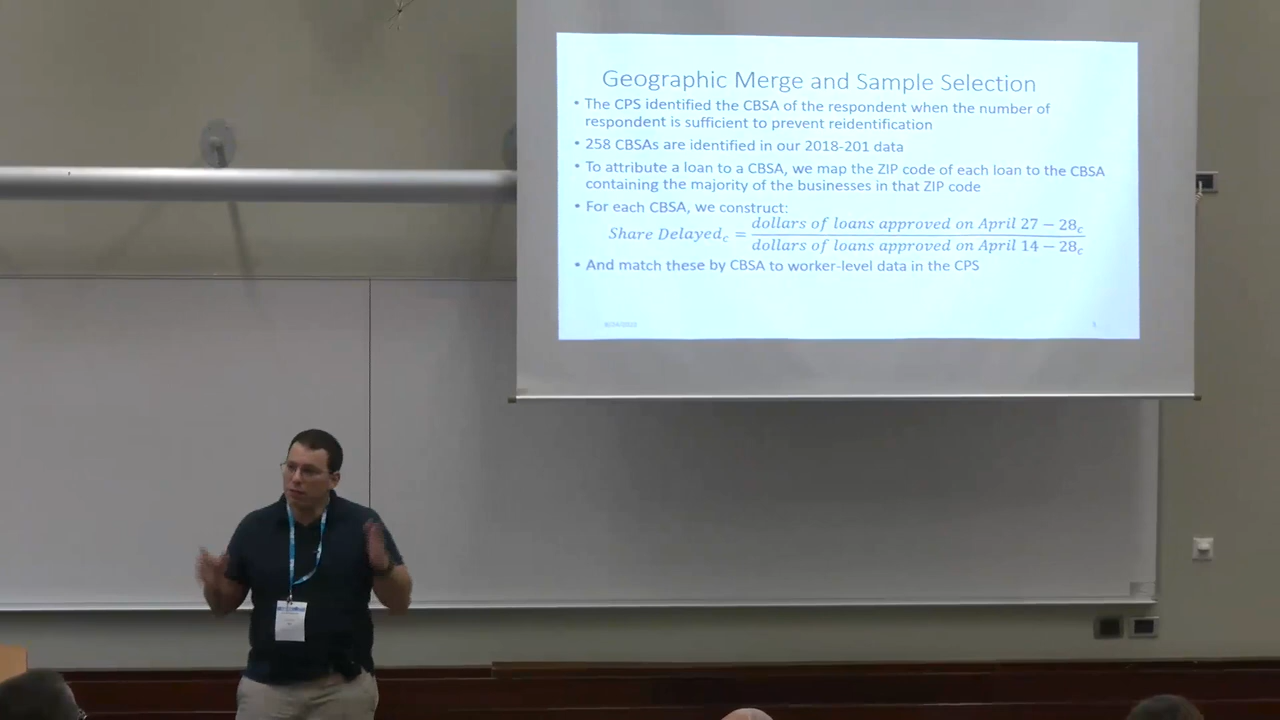 Geographic Merge and Sample Selection
• The CPS identified the CBSA of the respondent when the number of
respondent is sufficient to prevent reidentification
• 258 CBSAs are identified in our 2018-201 data
• To attribute a loan to a CBSA, we map the ZIP code of each loan to the CBSA
containing the majority of the businesses in that ZIP code
• For each CBSA, we construct:
Share Delayed_c = dollars of loans approved on April 27 − 28_c
dollars of loans approved on April 14 − 28_c
• And match these by CBSA to worker-level data in the CPS